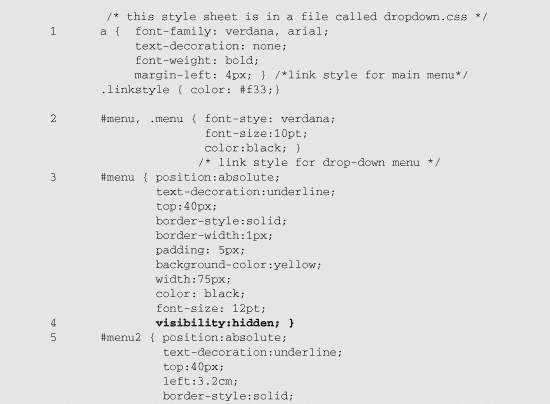 /* this style sheet is in a file called dropdown.css */
1 a { font-family: verdana, arial;
text-decoration: none;
font-weight: bold;
margin-left: 4px; } /*link style for main menu*/
.linkstyle { color: #f33;}
2 #menu, .menu { font-stye: verdana;
font-size:10pt;
color:black; }
/* link style for drop-down menu */
3 #menu { position:absolute;
text-decoration:underline;
top:40px;
border-style:solid;
border-width:1px;
padding: 5px;
background-color:yellow;
width:75px;
color: black;
font-size: 12pt;
4 visibility:hidden; }
5 #menu2 { position:absolute;
text-decoration:underline;
top:40px;
left:3.2cm;
border-style:solid;